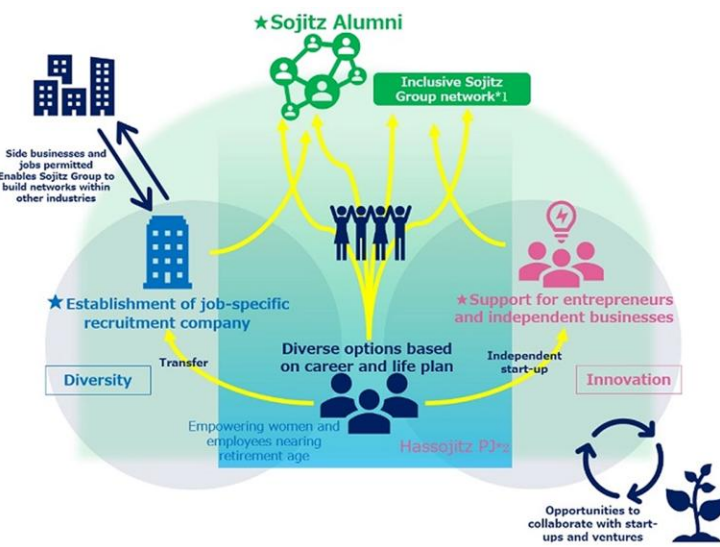 ★Sojitz Alumni
Inclusive Sojitz
Group network*1
Side businesses and
jobs permitted
Enables Sojitz Group to
build networks within
other industries
★Establishment of job-specific
recruitment company
★Support for entrepreneurs
and independent businesses
Diverse options based
on career and life plan
Transfer
Independent
start-up
Diversity
Innovation
Empowering women and
employees nearing
retirement age
Hassojitz PJ*2
Opportunities to
collaborate with start-
ups and ventures